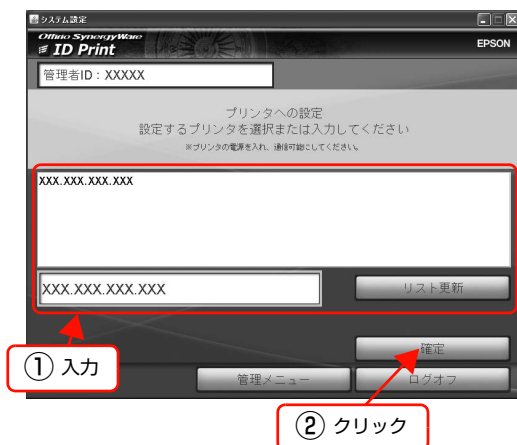 システム設定
Offirio SynergyWare
ID Print
EPSON
管理者ID：XXXXX
プリンタへの設定
設定するプリンタを選択または入力してください
※プリンタの電源を入れ、通信可能にしてください。
XXX.XXX.XXX.XXX
XXX.XXX.XXX.XXX
リスト更新
① 入力
確定
管理メニュー
ログオフ
② クリック